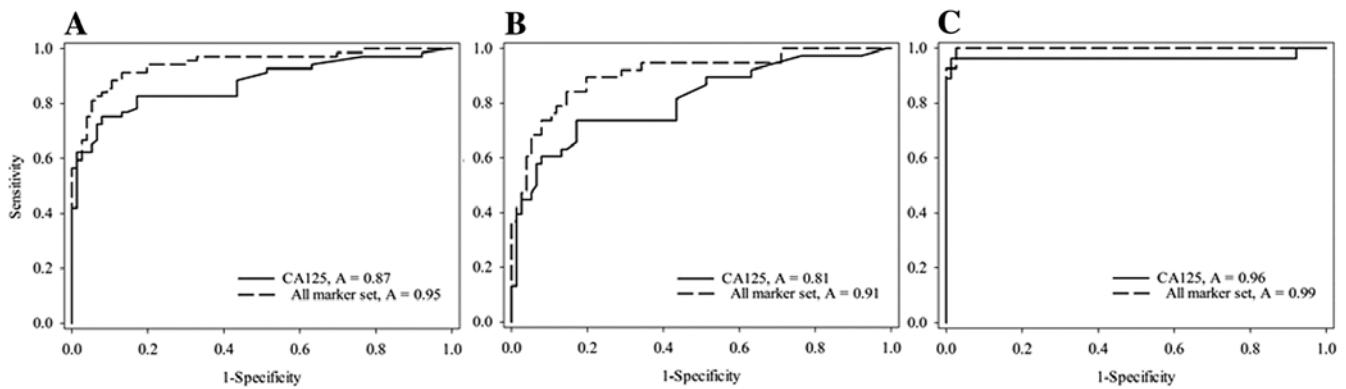 A
1.0
0.8
0.6
0.4
0.2
0.0
Sensitivity
CA125, A = 0.87
All marker set, A = 0.95
0.0 0.2 0.4 0.6 0.8 1.0
1-Specificity
B
1.0
0.8
0.6
0.4
0.2
0.0
CA125, A = 0.81
All marker set, A = 0.91
0.0 0.2 0.4 0.6 0.8 1.0
1-Specificity
C
1.0
0.8
0.6
0.4
0.2
0.0
CA125, A = 0.96
All marker set, A = 0.99
0.0 0.2 0.4 0.6 0.8 1.0
1-Specificity